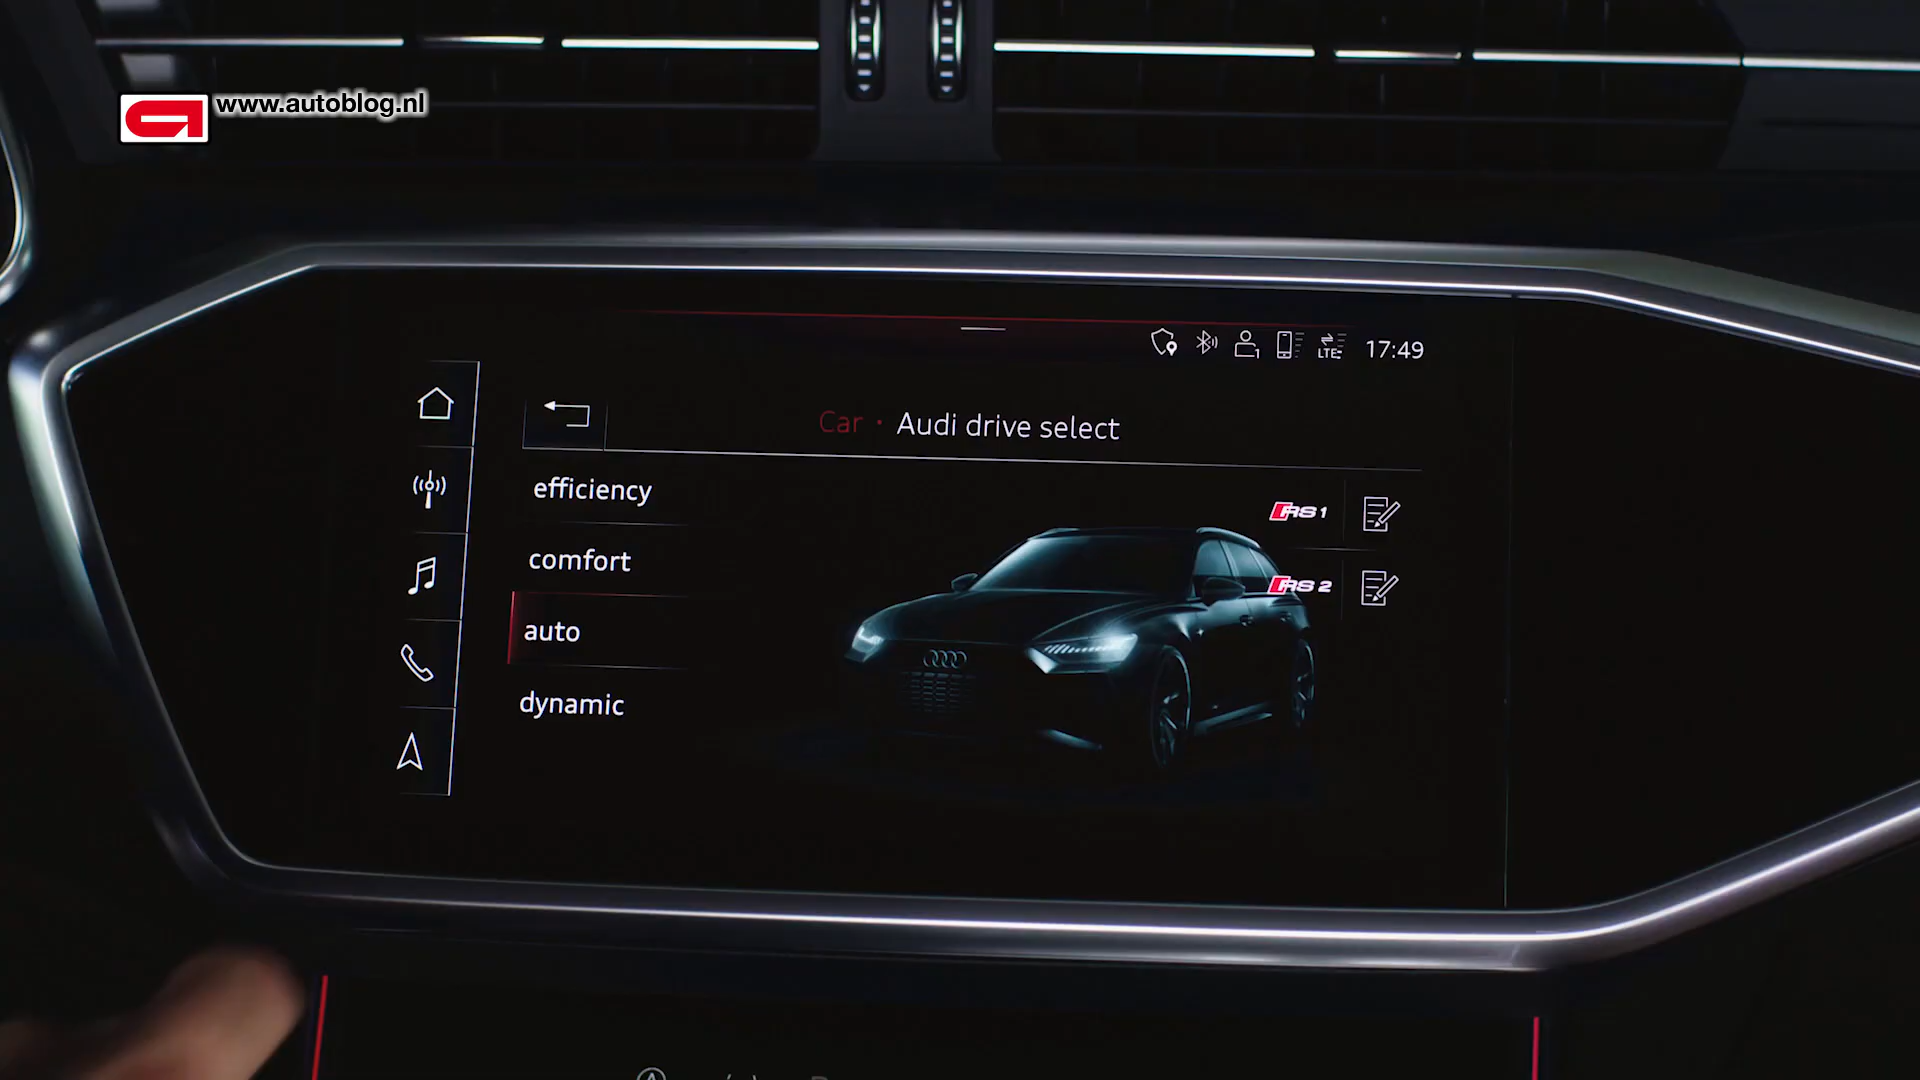 www.autoblog.nl
LTE 17:49
Car · Audi drive select
efficiency
comfort
auto
dynamic
RS 1
RS 2